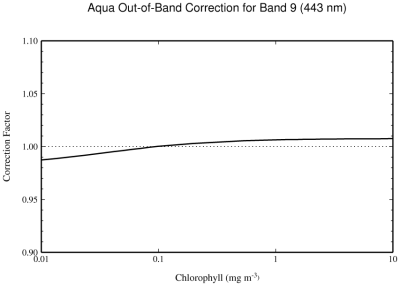 Aqua Out-of-Band Correction for Band 9 (443 nm)
1.10
1.05
1.00
0.95
0.90
Correction Factor
0.01 0.1 1 10
Chlorophyll (mg m⁻³)